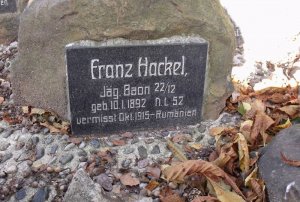 Franz Hackel,
Jäg. Baon 22/12
geb. 10.1.1892 N.L 52
vermisst Okt. 1915-Rumänien